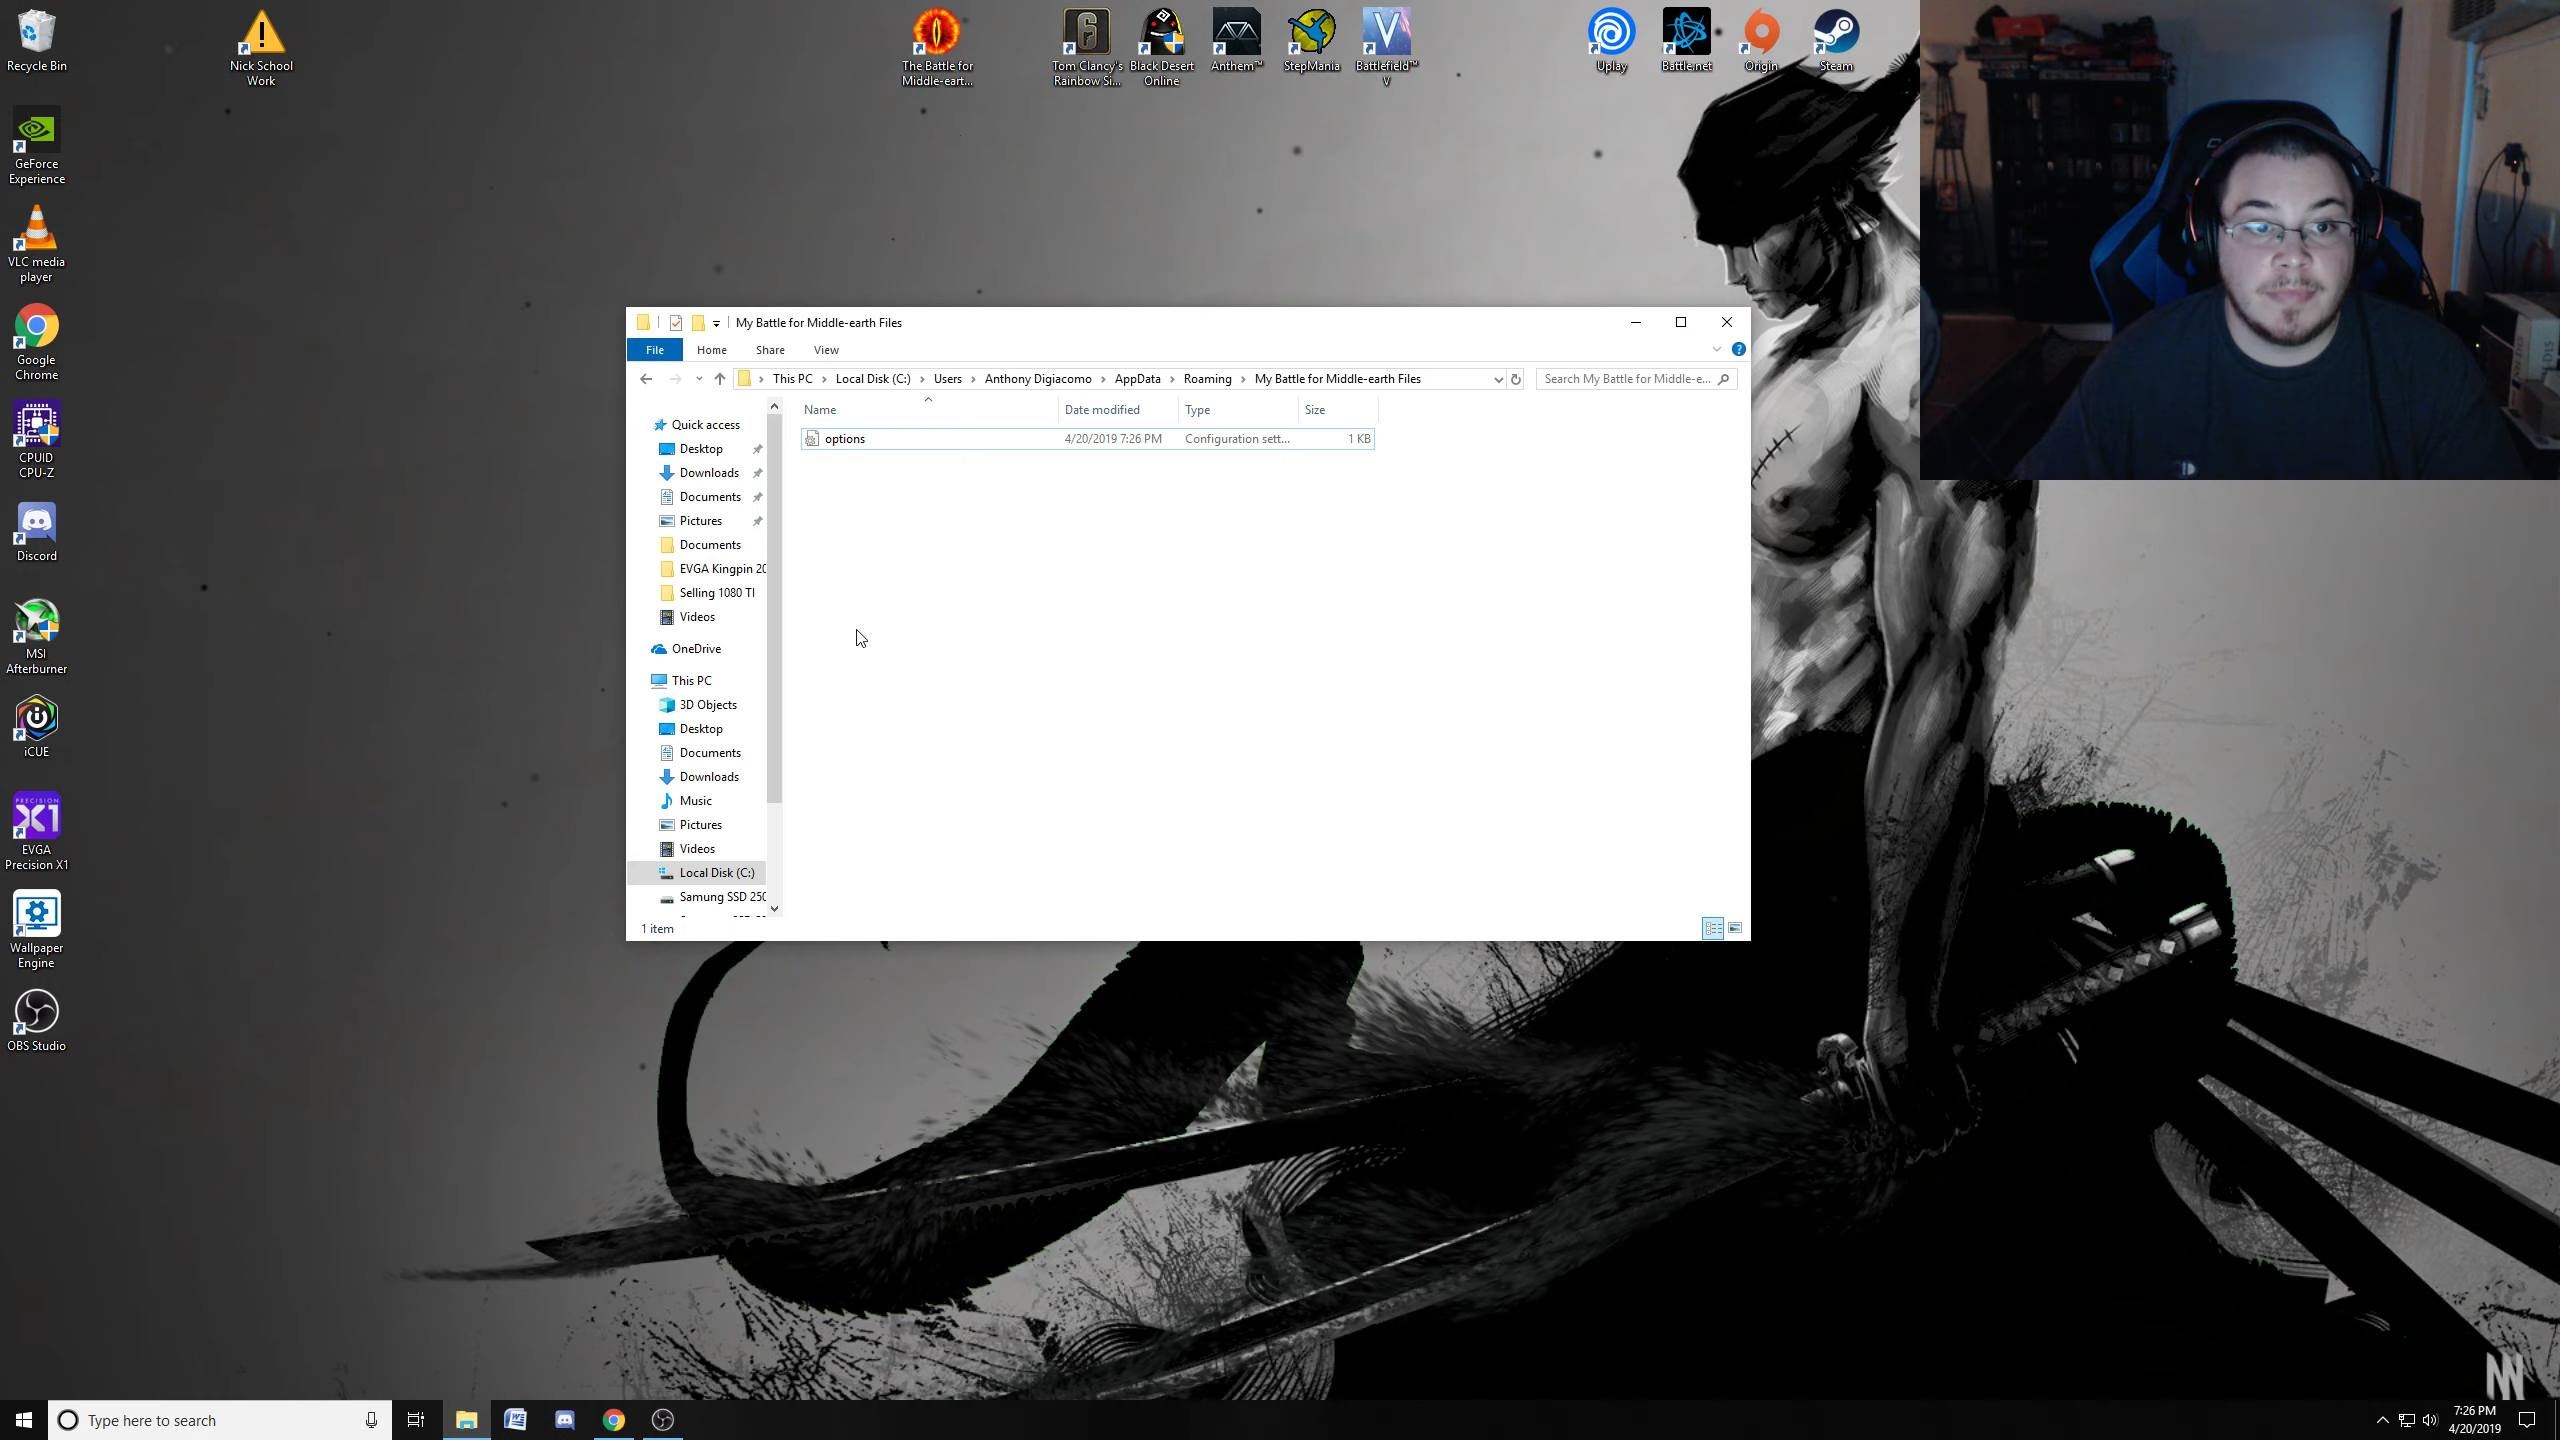 Recycle Bin
Nick School
Work
The Battle for
Middle-eart...
Tom Clancy's
Rainbow Si...
Black Desert
Online
Anthem™
StepMania
Battlefield™
V
Uplay
Battle.net
Origin
Steam
GeForce
Experience
VLC media
player
Google
Chrome
CPUID
CPU-Z
Discord
MSI
Afterburner
iCUE
PRECISION
X1
EVGA
Precision X1
Wallpaper
Engine
OBS Studio
My Battle for Middle-earth Files
File Home Share View
This PC Local Disk (C:) Users Anthony Digiacomo AppData Roaming My Battle for Middle-earth Files
Search My Battle for Middle-e...
Name Date modified Type Size
options 4/20/2019 7:26 PM Configuration sett... 1 KB
Quick access
Desktop
Downloads
Documents
Pictures
Documents
EVGA Kingpin 20
Selling 1080 TI
Videos
OneDrive
This PC
3D Objects
Desktop
Documents
Downloads
Music
Pictures
Videos
Local Disk (C:)
Samung SSD 250
1 item
Type here to search
7:26 PM
4/20/2019